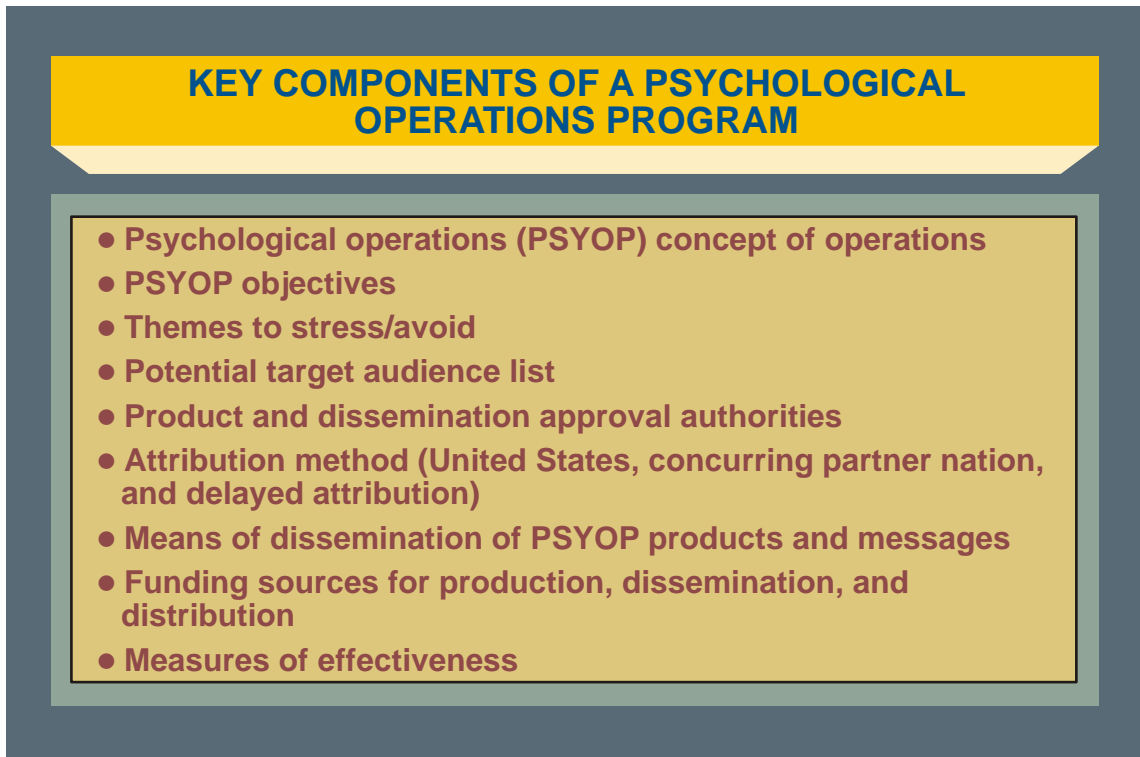 KEY COMPONENTS OF A PSYCHOLOGICAL
OPERATIONS PROGRAM
● Psychological operations (PSYOP) concept of operations
● PSYOP objectives
● Themes to stress/avoid
● Potential target audience list
● Product and dissemination approval authorities
● Attribution method (United States, concurring partner nation,
and delayed attribution)
● Means of dissemination of PSYOP products and messages
● Funding sources for production, dissemination, and
distribution
● Measures of effectiveness